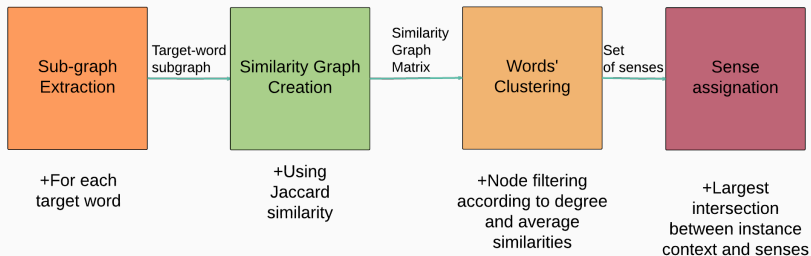 Sub-graph
Extraction
Target-word
subgraph
Similarity Graph
Creation
Similarity
Graph
Matrix
Words'
Clustering
Set
of senses
Sense
assignation
+For each
target word
+Using
Jaccard
similarity
+Node filtering
according to degree
and average
similarities
+Largest
intersection
between instance
context and senses